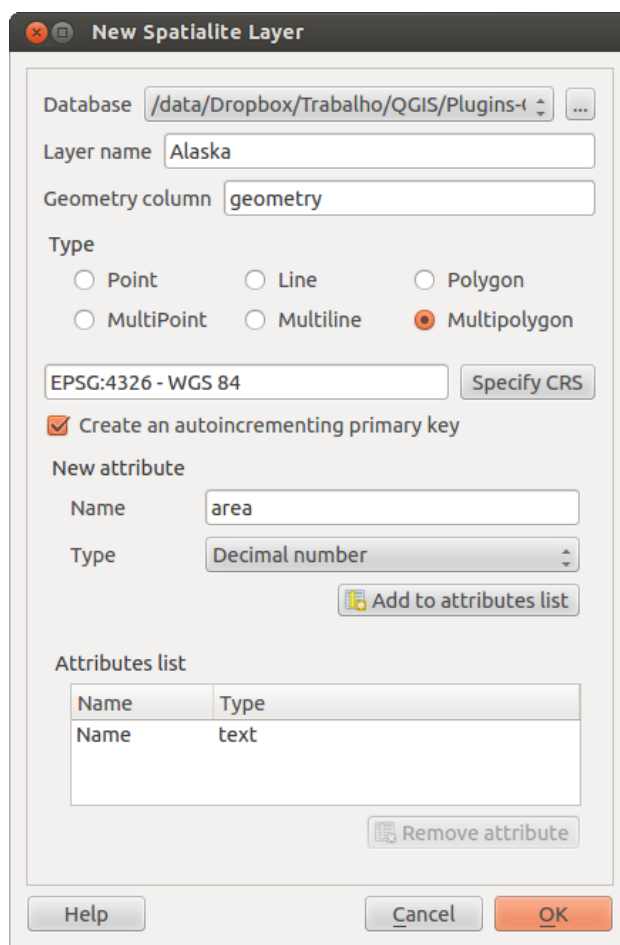 New Spatialite Layer
Database /data/Dropbox/Trabalho/QGIS/Plugins-( ...
Layer name Alaska
Geometry column geometry
Type
Point Line Polygon
MultiPoint Multiline Multipolygon
EPSG:4326 - WGS 84 Specify CRS
Create an autoincrementing primary key
New attribute
Name area
Type Decimal number
Add to attributes list
Attributes list
Name Type
Name text
Remove attribute
Help Cancel OK